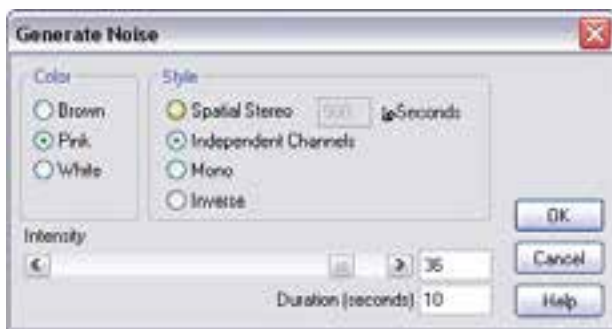 Generate Noise
Color
Style
Brown
Spatial Stereo
µSeconds
Pink
Independent Channels
White
Mono
Inverse
Intensity
36
Duration (seconds) 10
OK
Cancel
Help